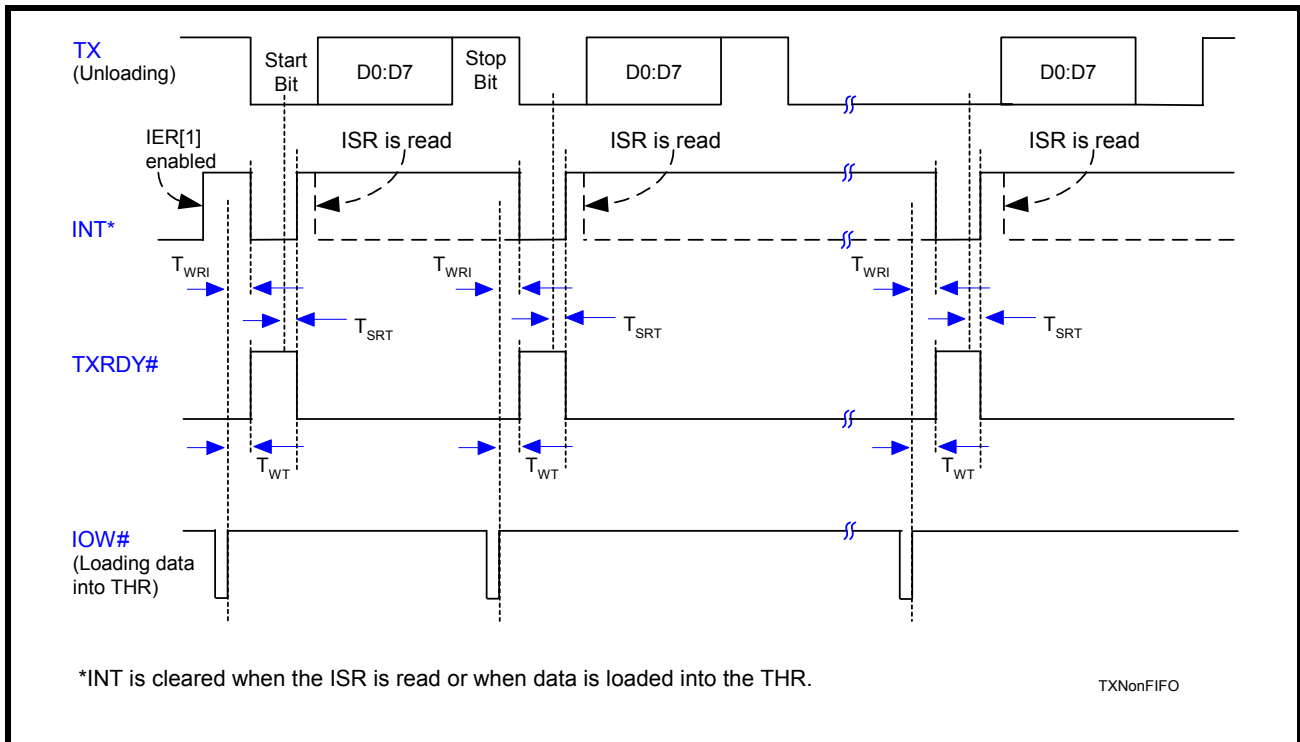 TX
(Unloading)
Start
Bit
D0:D7
Stop
Bit
D0:D7
D0:D7
IER[1]
enabled
ISR is read
ISR is read
ISR is read
INT*
TWRI
TWRI
TWRI
TSRT
TSRT
TSRT
TXRDY#
TWT
TWT
TWT
IOW#
(Loading data
into THR)
*INT is cleared when the ISR is read or when data is loaded into the THR.
TXNonFIFO